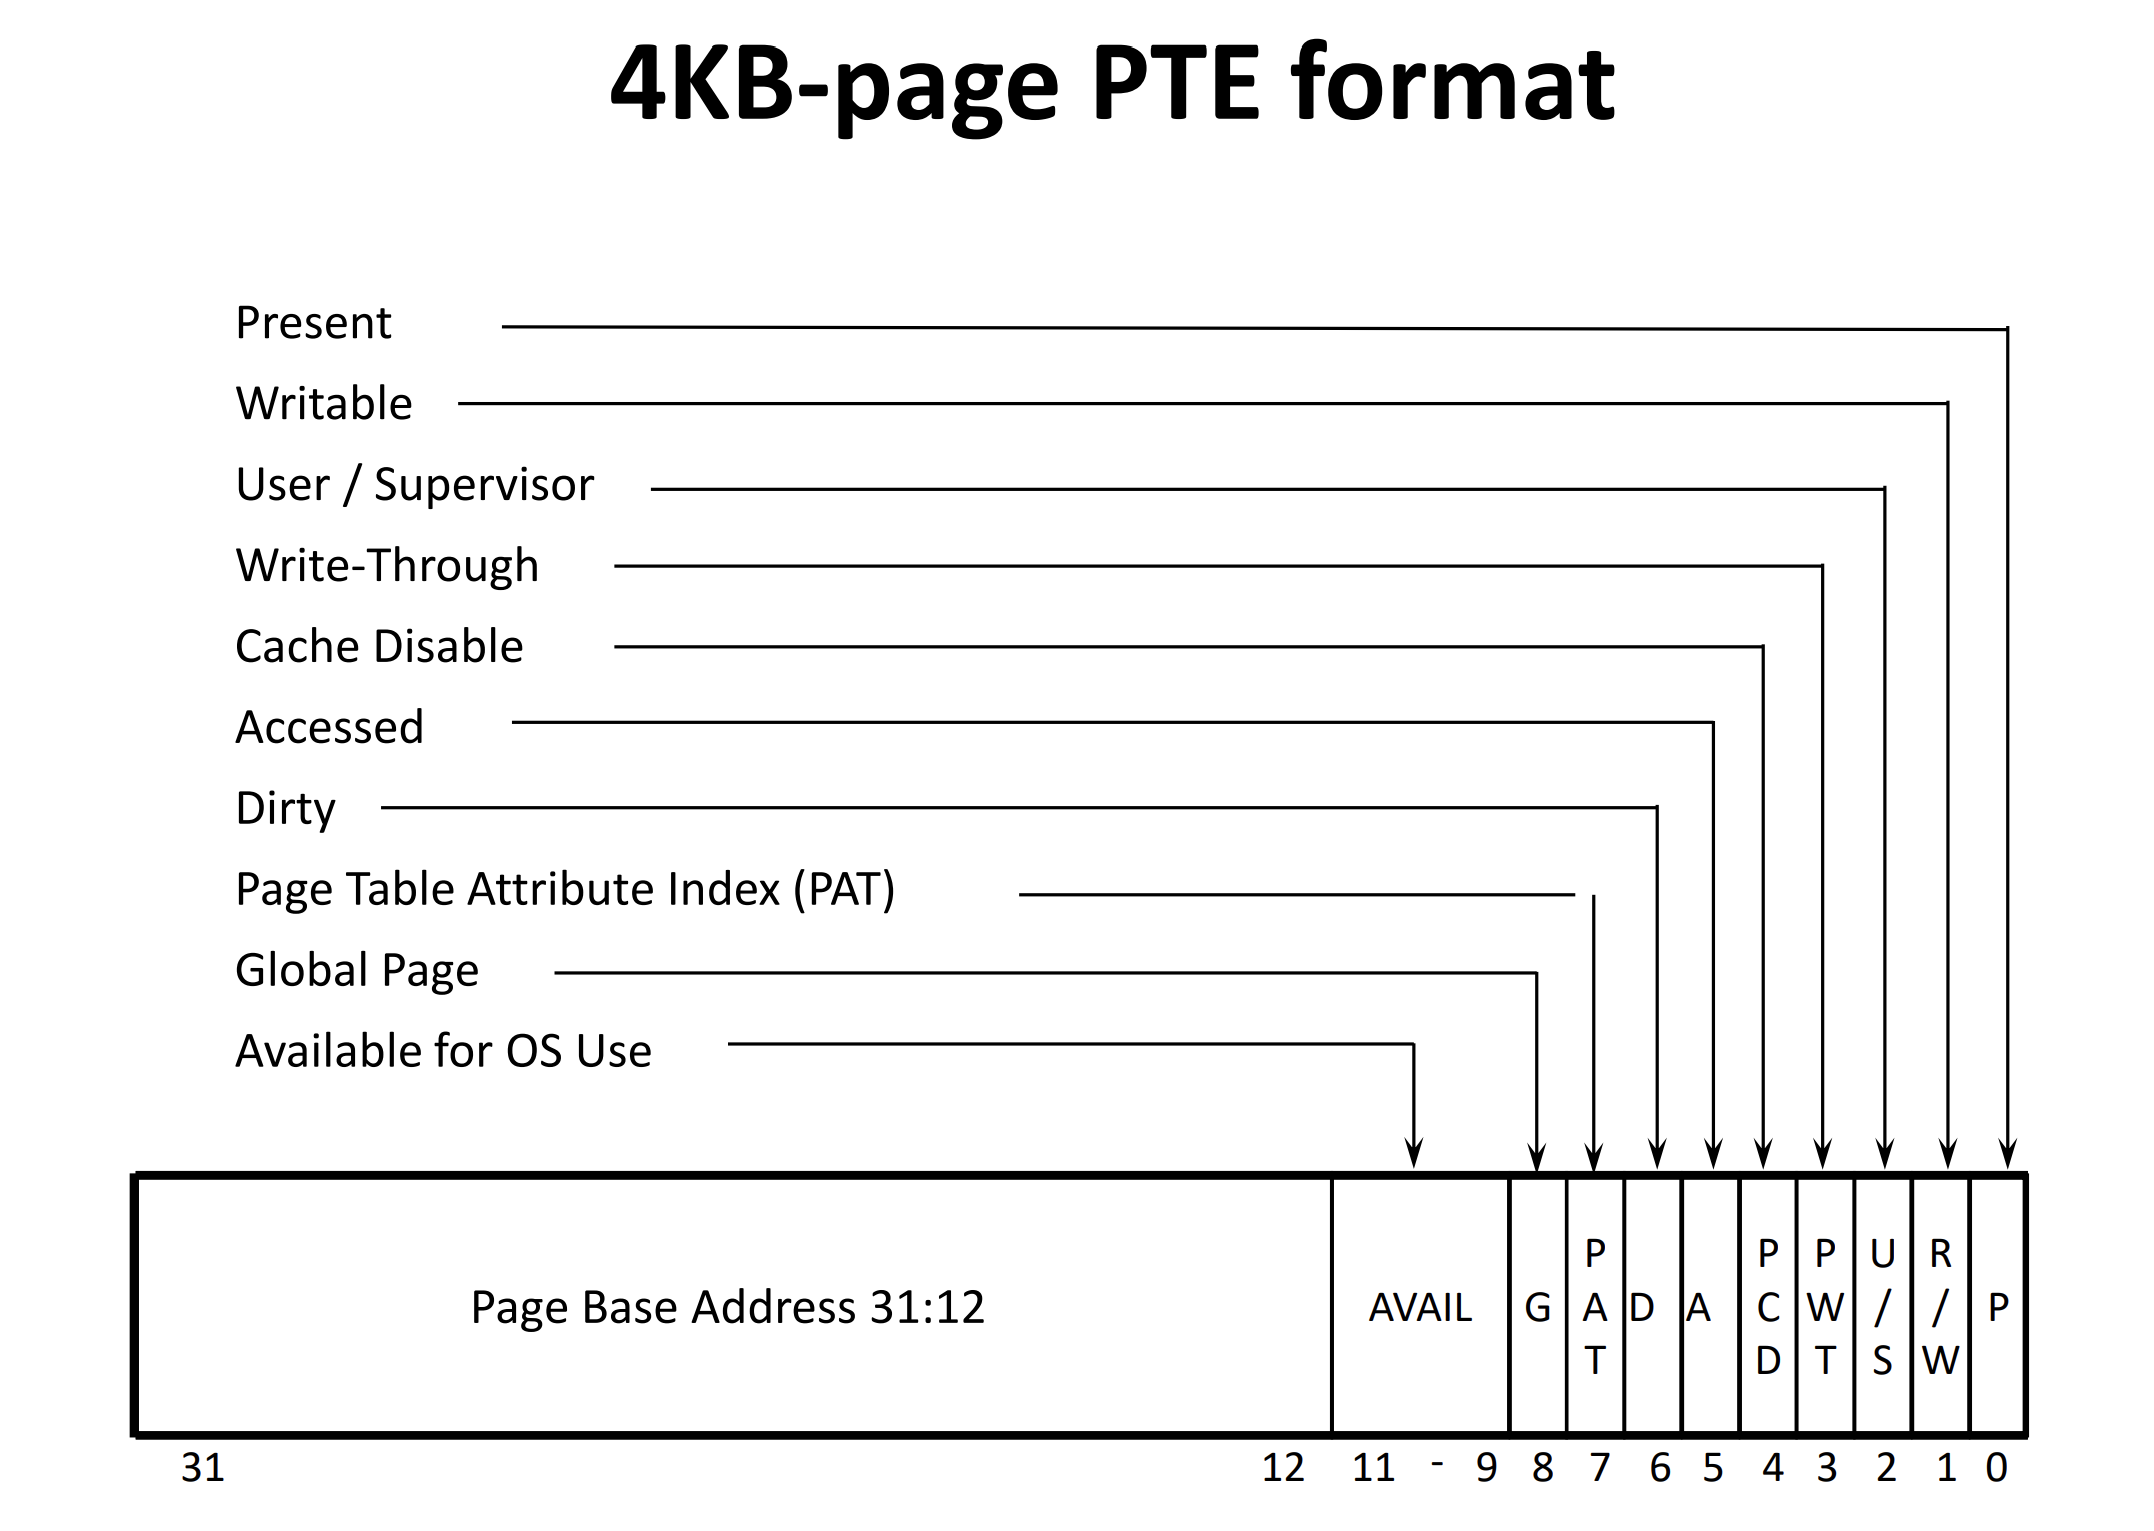 4KB-page PTE format
Present
Writable
User / Supervisor
Write-Through
Cache Disable
Accessed
Dirty
Page Table Attribute Index (PAT)
Global Page
Available for OS Use
Page Base Address 31:12
AVAIL
G
P
A
T
D
A
P
C
D
P
W
T
U
/
S
R
/
W
P
31 12 11 - 9 8 7 6 5 4 3 2 1 0